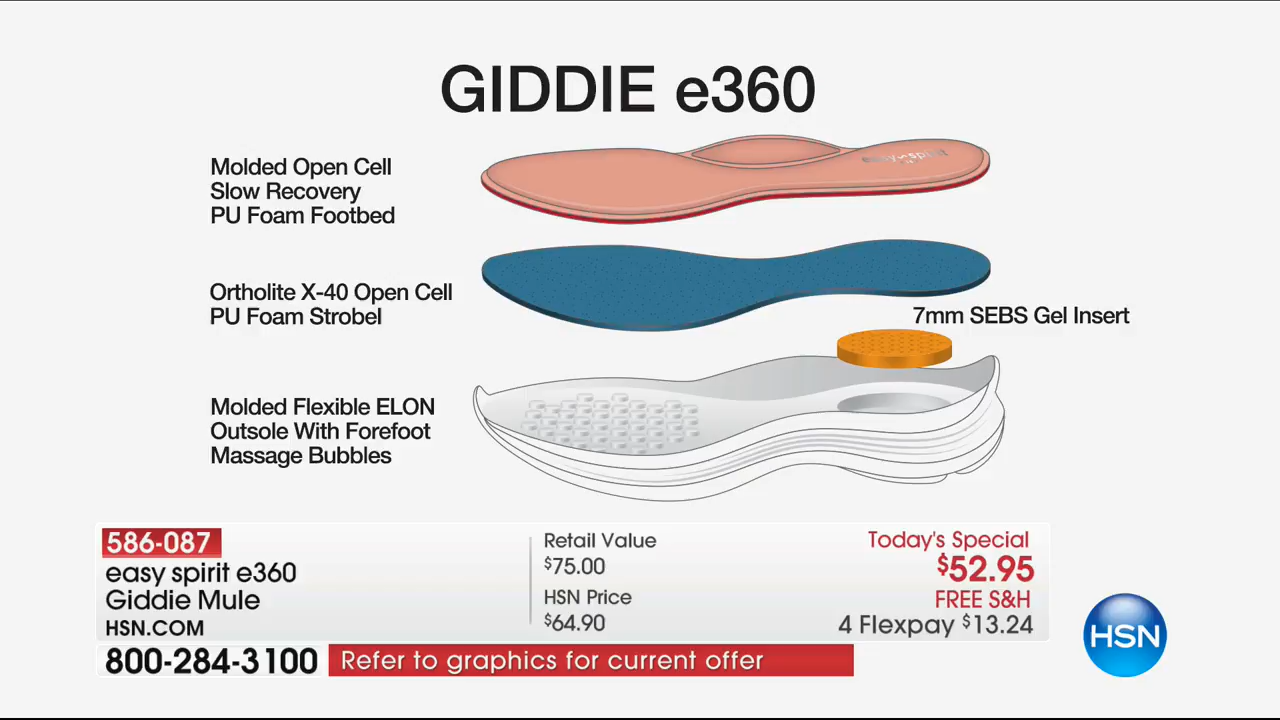 GIDDIE e360
Molded Open Cell
Slow Recovery
PU Foam Footbed
easy spirit
Ortholite X-40 Open Cell
PU Foam Strobel
7mm SEBS Gel Insert
Molded Flexible ELON
Outsole With Forefoot
Massage Bubbles
586-087
easy spirit e360
Giddie Mule
HSN.COM
Retail Value
$75.00
HSN Price
$64.90
Today's Special
$52.95
FREE S&H
4 Flexpay $13.24
HSN
800-284-3100
Refer to graphics for current offer